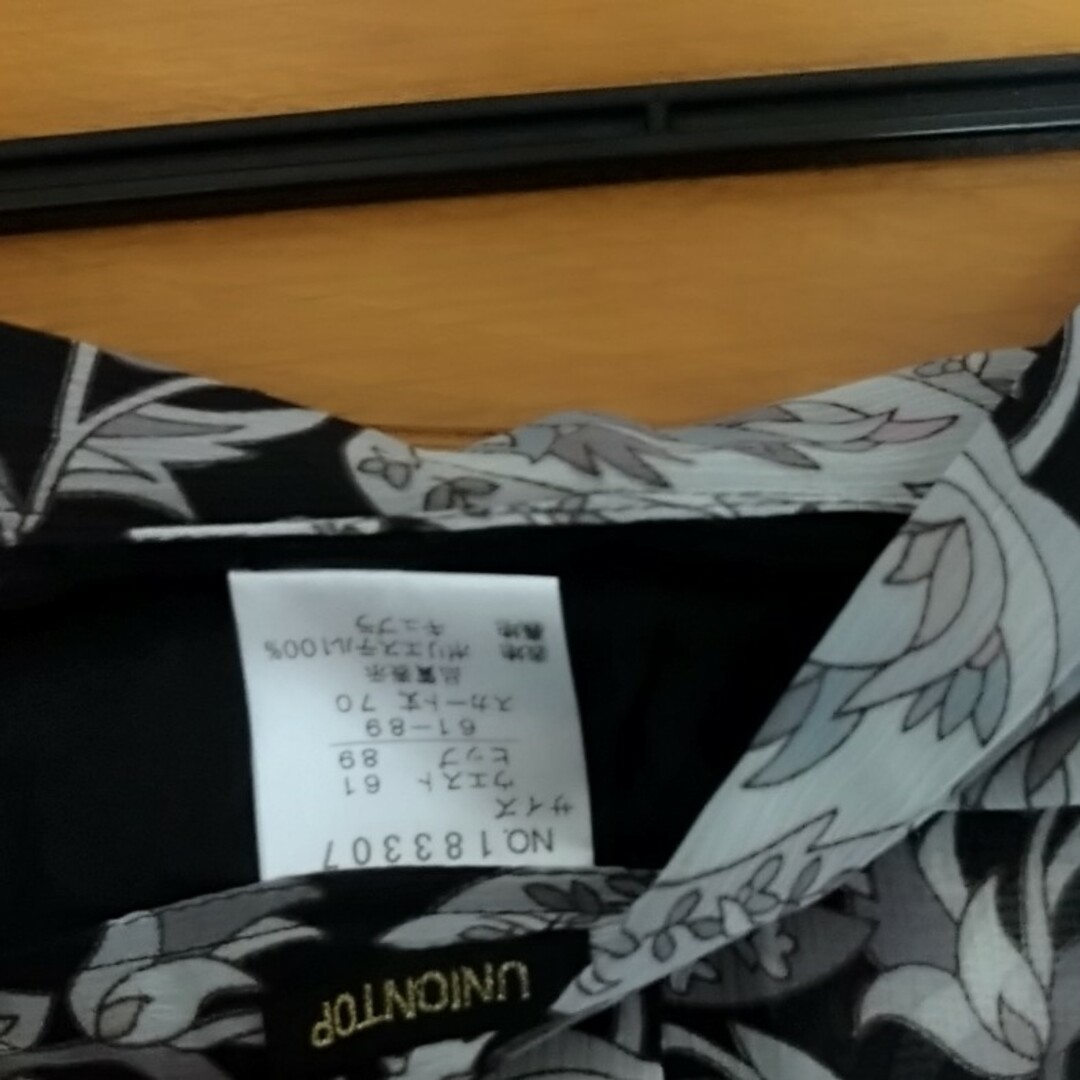 UNIONTOP
NO.183307
サイズ
ウエスト 61
ヒップ 89
61-89
スカート丈 70
品質表示
表地 ポリエステル100%
裏地 キュプラ